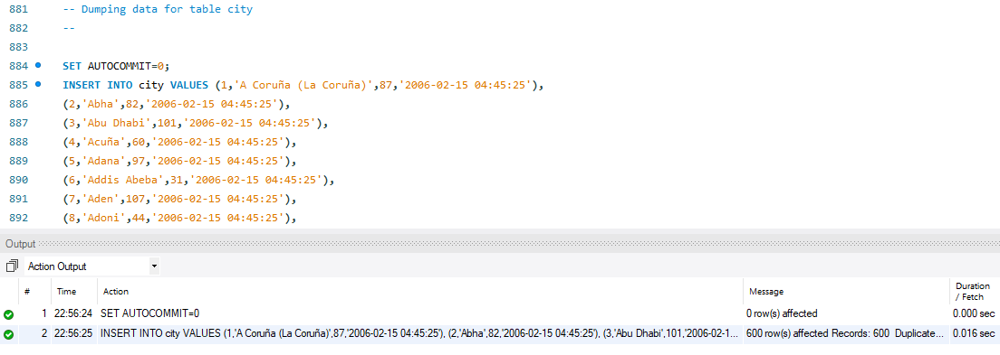 881 -- Dumping data for table city
882 --
883
884 SET AUTOCOMMIT=0;
885 INSERT INTO city VALUES (1,'A Coruña (La Coruña)',87,'2006-02-15 04:45:25'),
886 (2,'Abha',82,'2006-02-15 04:45:25'),
887 (3,'Abu Dhabi',101,'2006-02-15 04:45:25'),
888 (4,'Acuña',60,'2006-02-15 04:45:25'),
889 (5,'Adana',97,'2006-02-15 04:45:25'),
890 (6,'Addis Abeba',31,'2006-02-15 04:45:25'),
891 (7,'Aden',107,'2006-02-15 04:45:25'),
892 (8,'Adoni',44,'2006-02-15 04:45:25'),
Output
Action Output
# Time Action Message Duration / Fetch
1 22:56:24 SET AUTOCOMMIT=0 0 row(s) affected 0.000 sec
2 22:56:25 INSERT INTO city VALUES (1,'A Coruña (La Coruña)',87,'2006-02-15 04:45:25'), (2,'Abha',82,'2006-02-15 04:45:25'), (3,'Abu Dhabi',101,'2006-02-1... 600 row(s) affected Records: 600 Duplicate... 0.016 sec